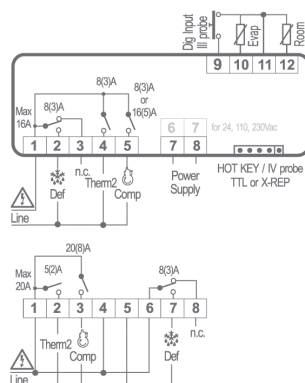 Dig Input
III probe
Evap
Room
9 10 11 12
8(3)A
8(3)A
or
16(5)A
Max
16A
8(3)A
6 7 for 24, 110, 230Vac
1 2 3 4 5 7 8
n.c.
Therm2
Power
Supply
HOT KEY / IV probe
TTL or X-REP
Line
Def
Comp
20(8)A
Max
20A
5(2)A
8(3)A
1 2 3 4 5 6 7 8
n.c.
Therm2
Comp
Def
Line